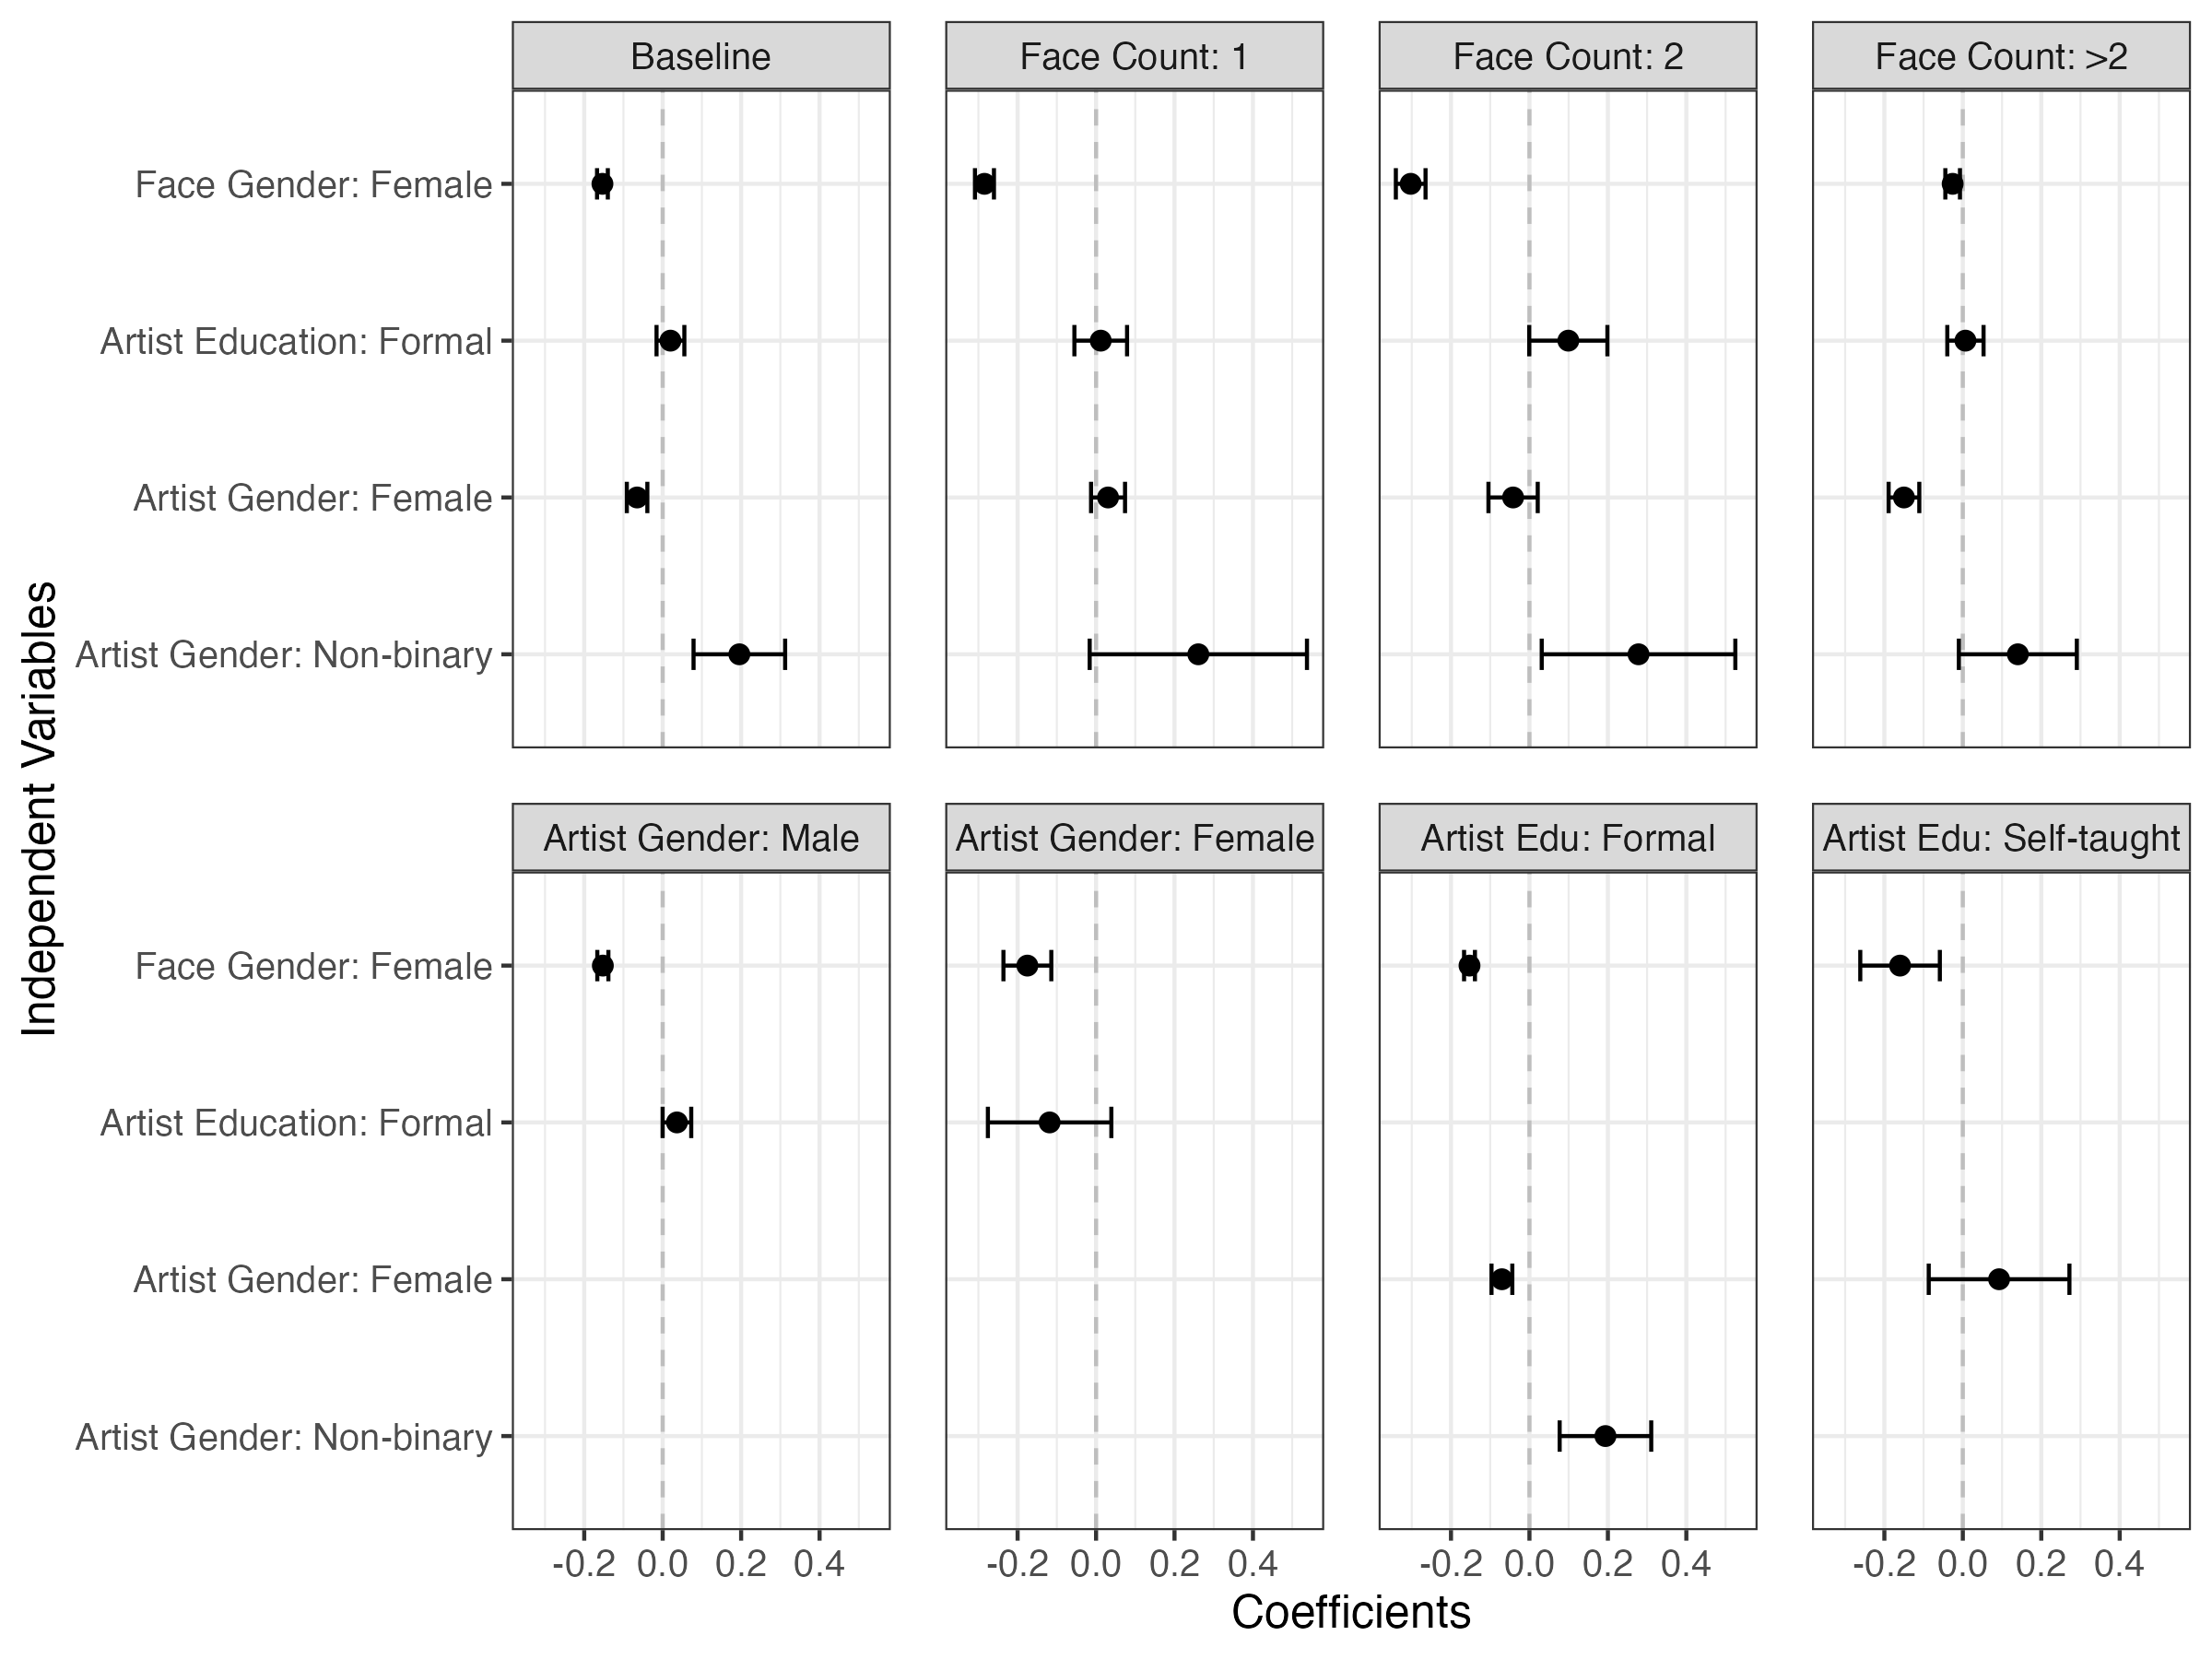 Baseline
Face Count: 1
Face Count: 2
Face Count: >2
Face Gender: Female
Artist Education: Formal
Artist Gender: Female
Artist Gender: Non-binary
Independent Variables
Artist Gender: Male
Artist Gender: Female
Artist Edu: Formal
Artist Edu: Self-taught
Face Gender: Female
Artist Education: Formal
Artist Gender: Female
Artist Gender: Non-binary
-0.2 0.0 0.2 0.4
-0.2 0.0 0.2 0.4
-0.2 0.0 0.2 0.4
-0.2 0.0 0.2 0.4
Coefficients